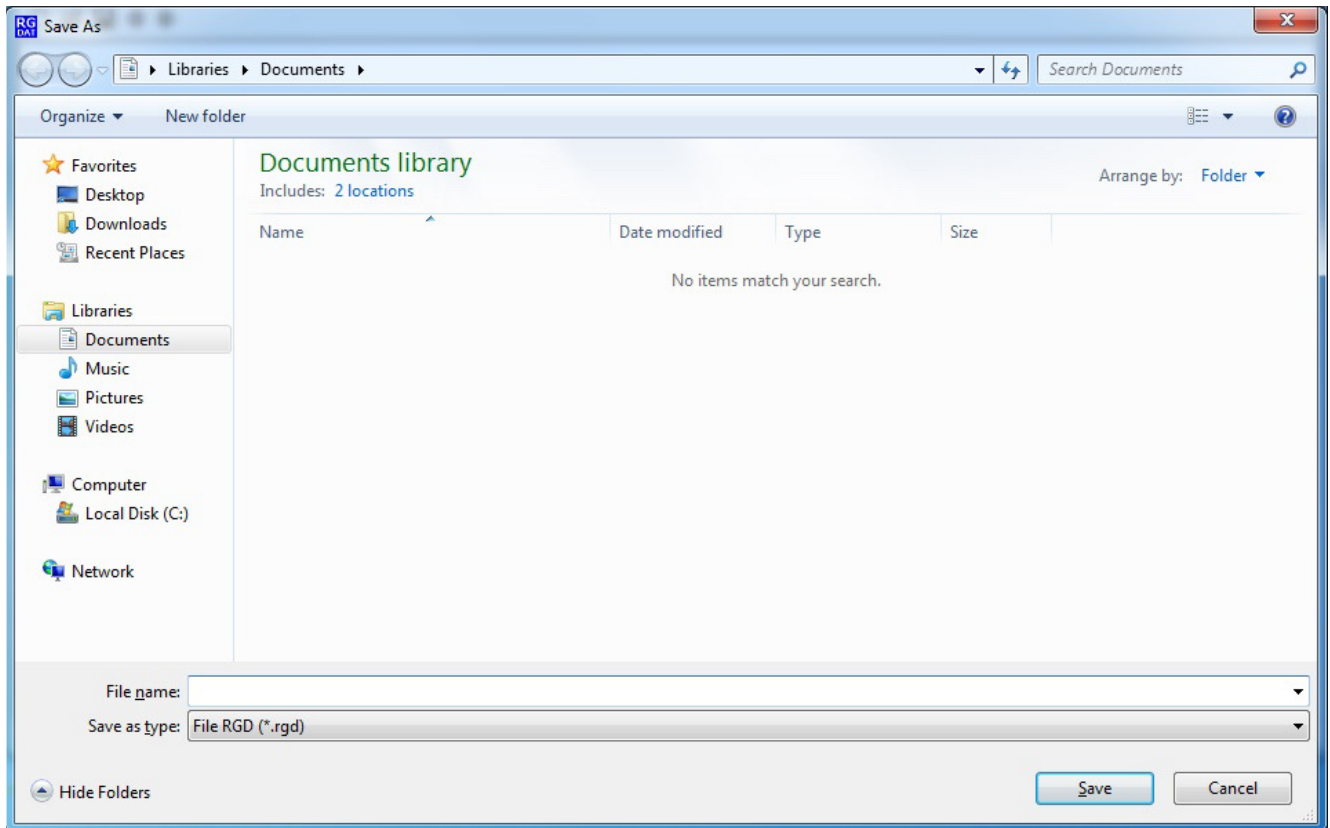 RG
DAT
Save As
Libraries Documents
Search Documents
Organize New folder
Favorites
Desktop
Downloads
Recent Places
Libraries
Documents
Music
Pictures
Videos
Computer
Local Disk (C:)
Network
Documents library
Includes: 2 locations
Arrange by: Folder
Name Date modified Type Size
No items match your search.
File name:
Save as type: File RGD (*.rgd)
Hide Folders
Save Cancel